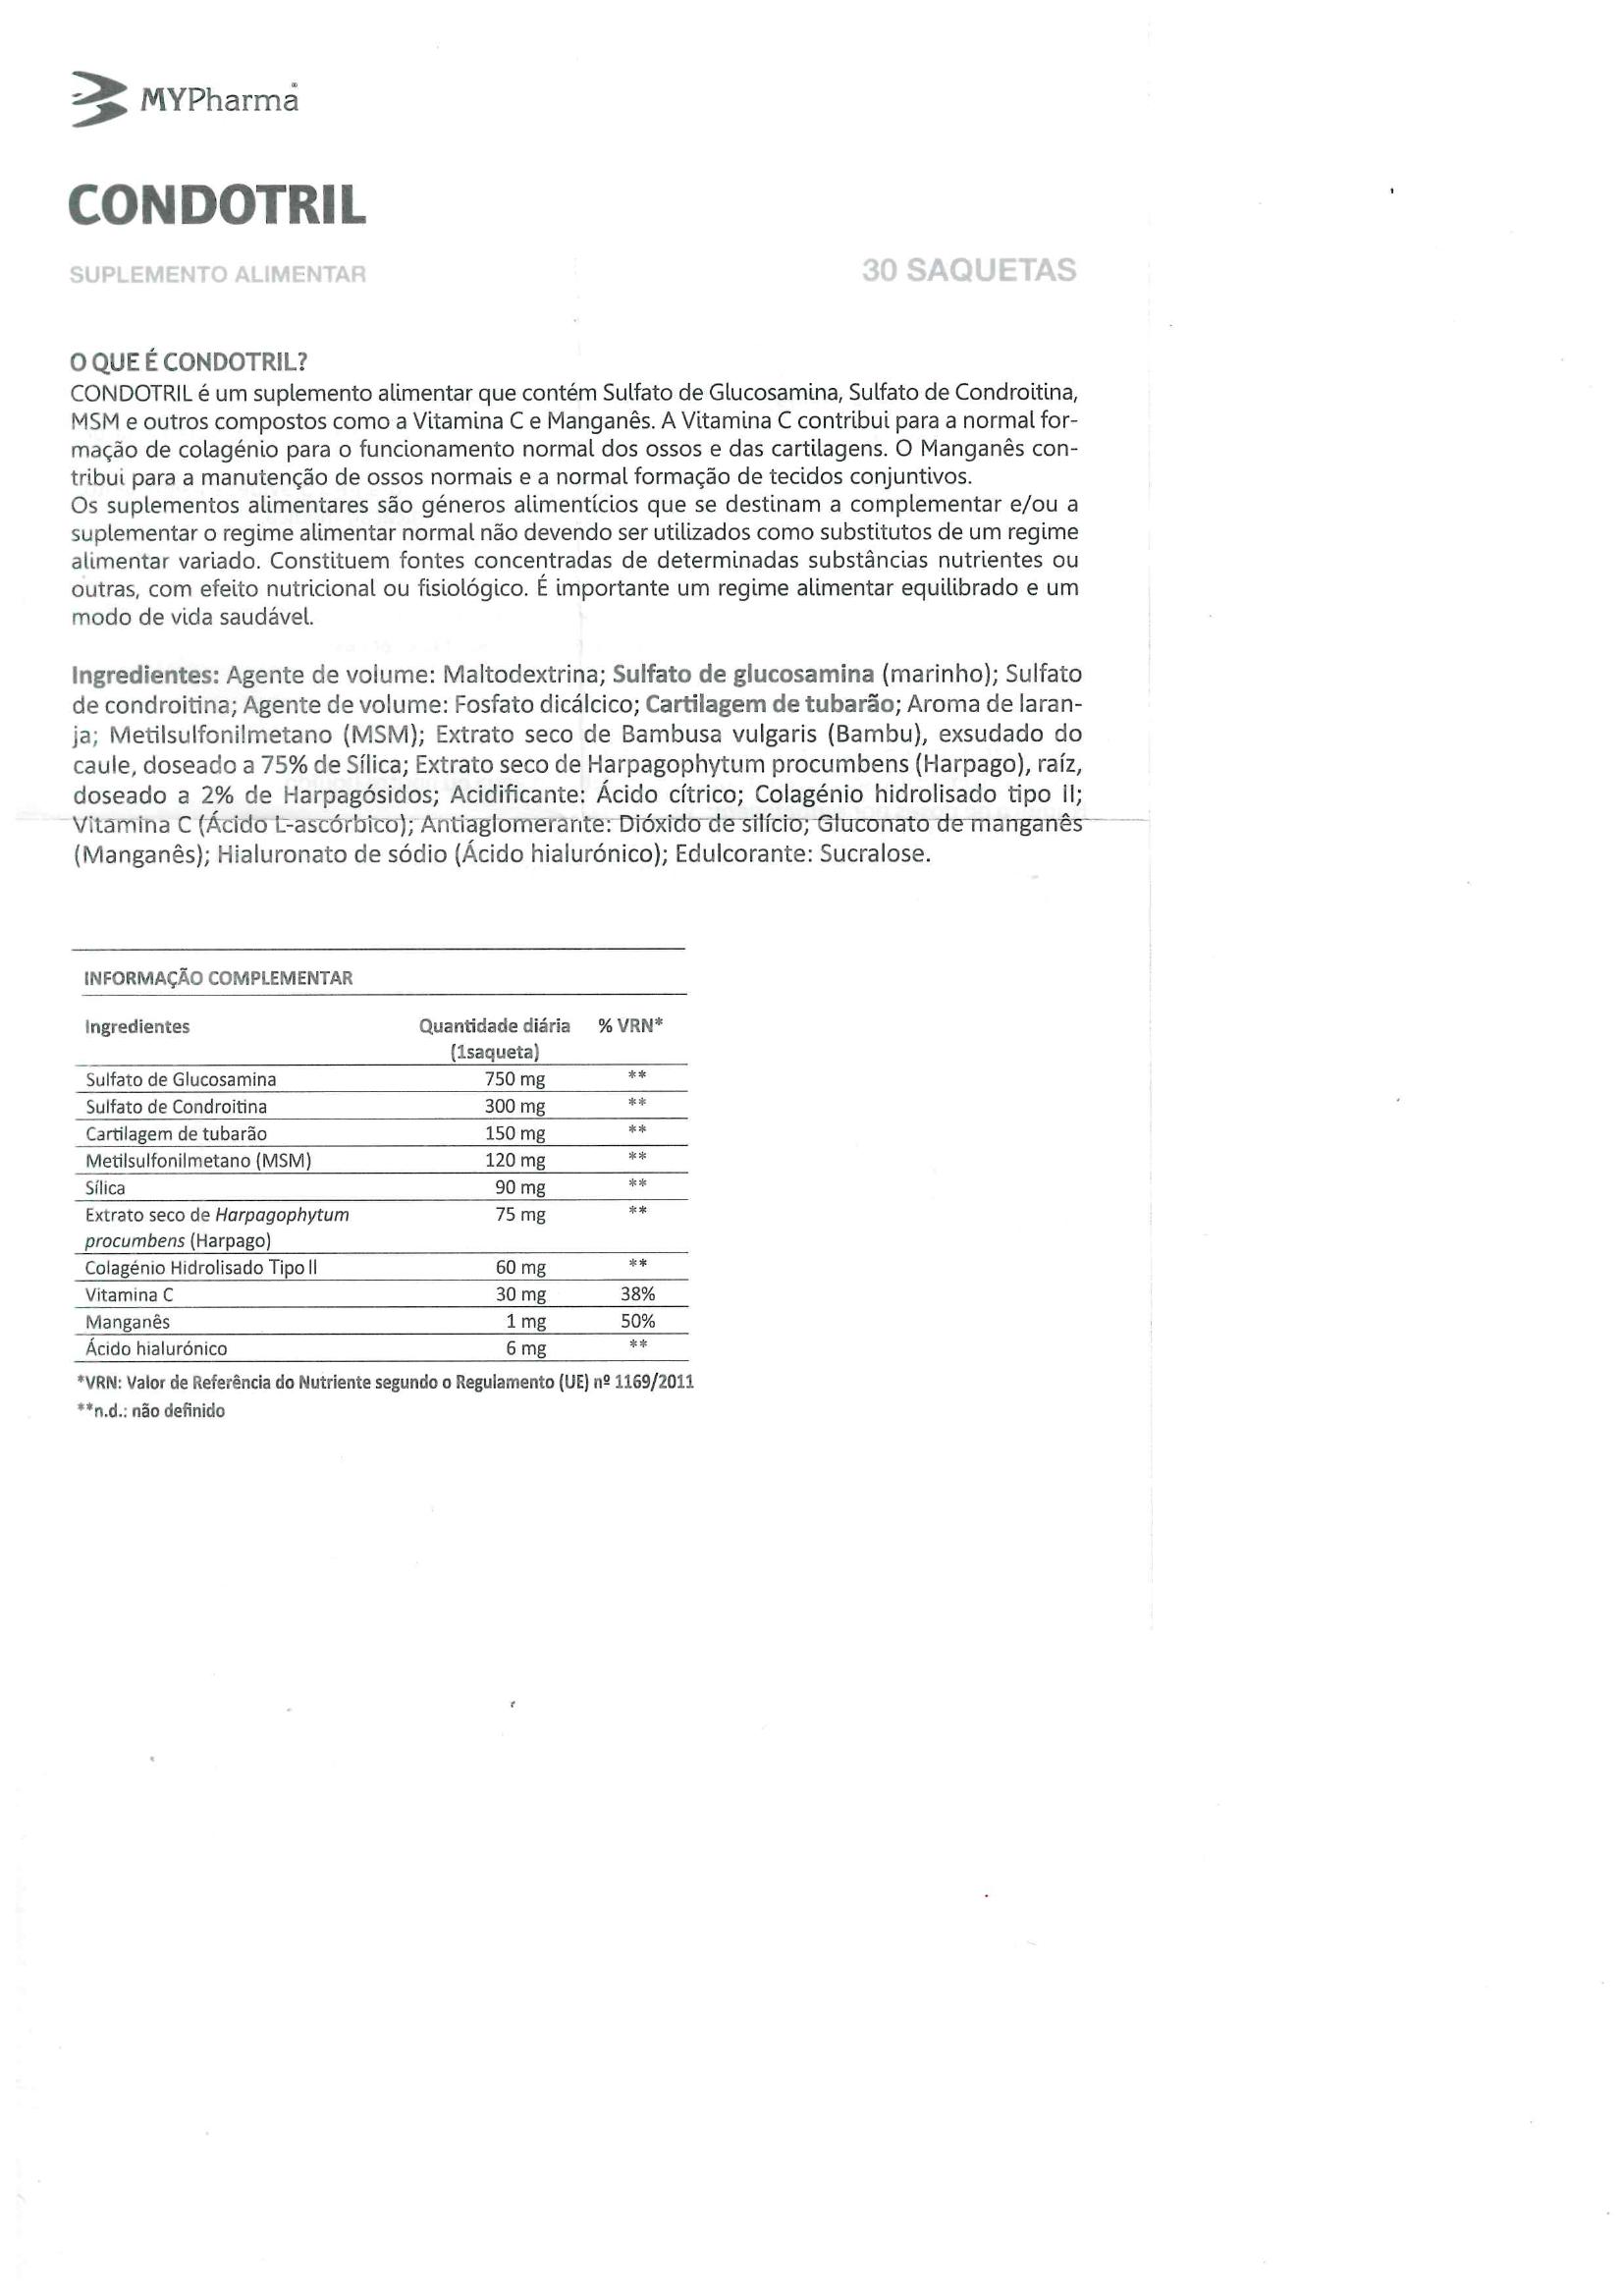 MYPharma®
CONDOTRIL
SUPLEMENTO ALIMENTAR 30 SAQUETAS
O QUE É CONDOTRIL?
CONDOTRIL é um suplemento alimentar que contém Sulfato de Glucosamina, Sulfato de Condroitina,
MSM e outros compostos como a Vitamina C e Manganês. A Vitamina C contribui para a normal for-
mação de colagénio para o funcionamento normal dos ossos e das cartilagens. O Manganês con-
tribui para a manutenção de ossos normais e a normal formação de tecidos conjuntivos.
Os suplementos alimentares são géneros alimentícios que se destinam a complementar e/ou a
suplementar o regime alimentar normal não devendo ser utilizados como substitutos de um regime
alimentar variado. Constituem fontes concentradas de determinadas substâncias nutrientes ou
outras, com efeito nutricional ou fisiológico. É importante um regime alimentar equilibrado e um
modo de vida saudável.
Ingredientes: Agente de volume: Maltodextrina; Sulfato de glucosamina (marinho); Sulfato
de condroitina; Agente de volume: Fosfato dicálcico; Cartilagem de tubarão; Aroma de laran-
ja; Metilsulfonilmetano (MSM); Extrato seco de Bambusa vulgaris (Bambu), exsudado do
caule, doseado a 75% de Sílica; Extrato seco de Harpagophytum procumbens (Harpago), raíz,
doseado a 2% de Harpagósidos; Acidificante: Ácido cítrico; Colagénio hidrolisado tipo II;
Vitamina C (Ácido L-ascórbico); Antiaglomerante: Dióxido de silício; Gluconato de manganês
(Manganês); Hialuronato de sódio (Ácido hialurónico); Edulcorante: Sucralose.
INFORMAÇÃO COMPLEMENTAR
Ingredientes Quantidade diária % VRN*
(1saqueta)
Sulfato de Glucosamina 750 mg **
Sulfato de Condroitina 300 mg **
Cartilagem de tubarão 150 mg **
Metilsulfonilmetano (MSM) 120 mg **
Sílica 90 mg **
Extrato seco de Harpagophytum 75 mg **
procumbens (Harpago)
Colagénio Hidrolisado Tipo II 60 mg **
Vitamina C 30 mg 38%
Manganês 1 mg 50%
Ácido hialurónico 6 mg **
*VRN: Valor de Referência do Nutriente segundo o Regulamento (UE) nº 1169/2011
**n.d.: não definido